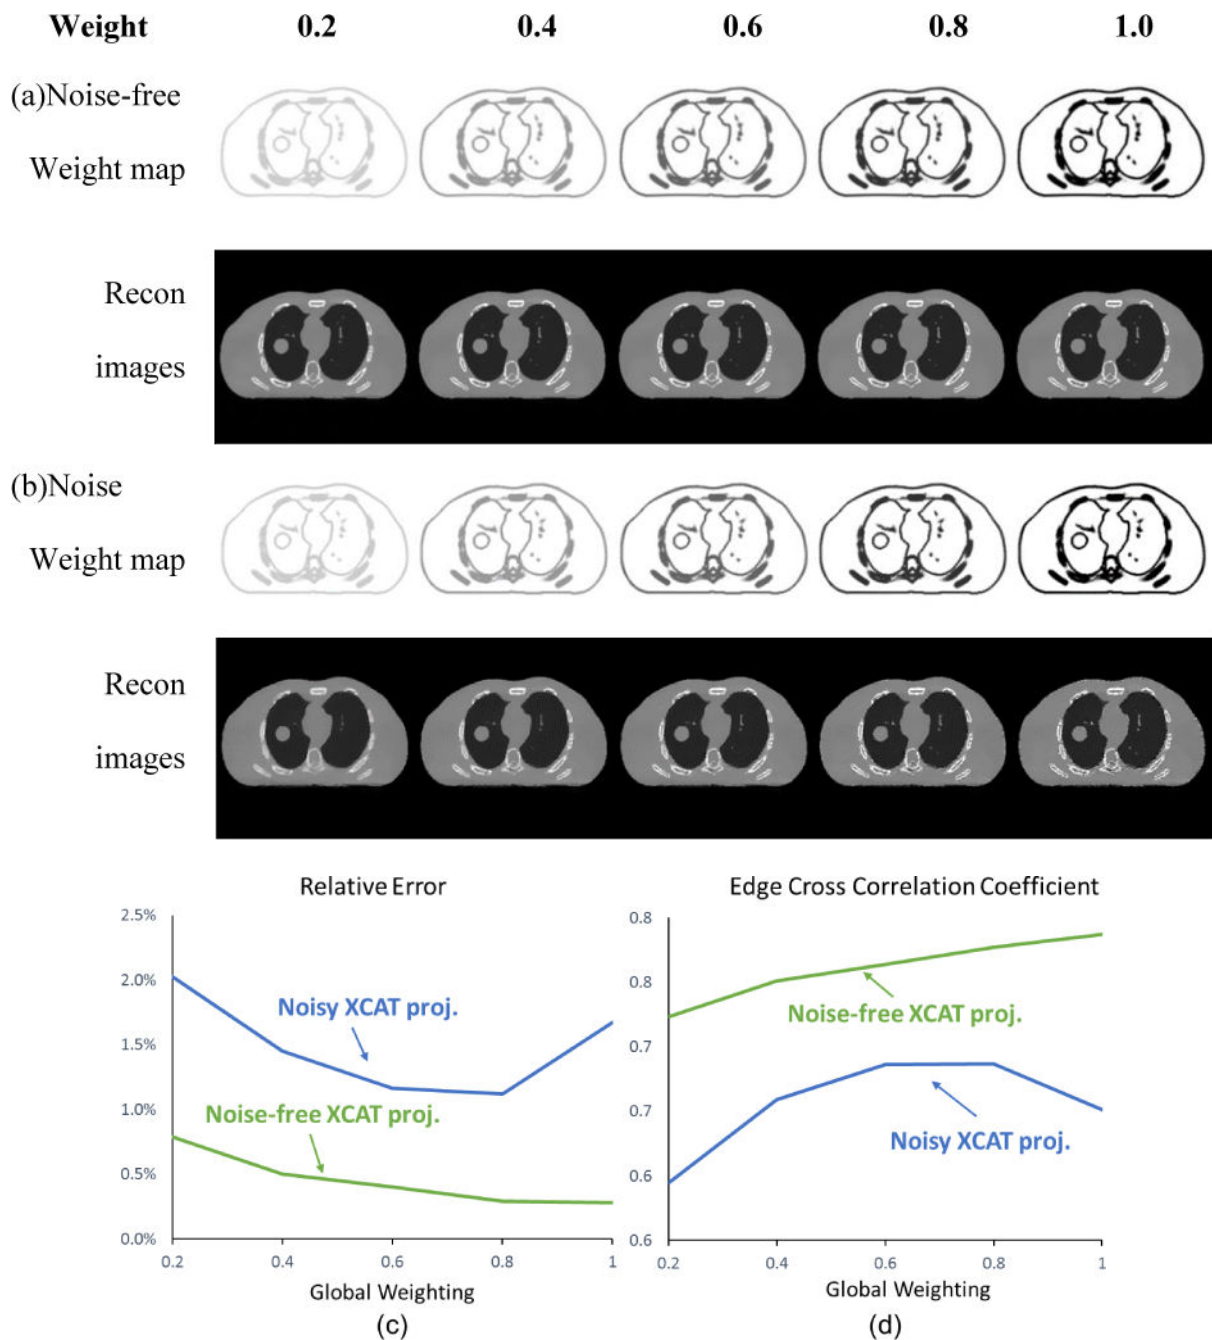 Weight 0.2 0.4 0.6 0.8 1.0
(a)Noise-free
Weight map
Recon
images
(b)Noise
Weight map
Recon
images
Relative Error
2.5%
2.0%
1.5%
1.0%
0.5%
0.0%
Noisy XCAT proj.
Noise-free XCAT proj.
0.2 0.4 0.6 0.8 1
Global Weighting
(c)
Edge Cross Correlation Coefficient
0.8
0.8
0.7
0.7
0.6
0.6
Noise-free XCAT proj.
Noisy XCAT proj.
0.2 0.4 0.6 0.8 1
Global Weighting
(d)